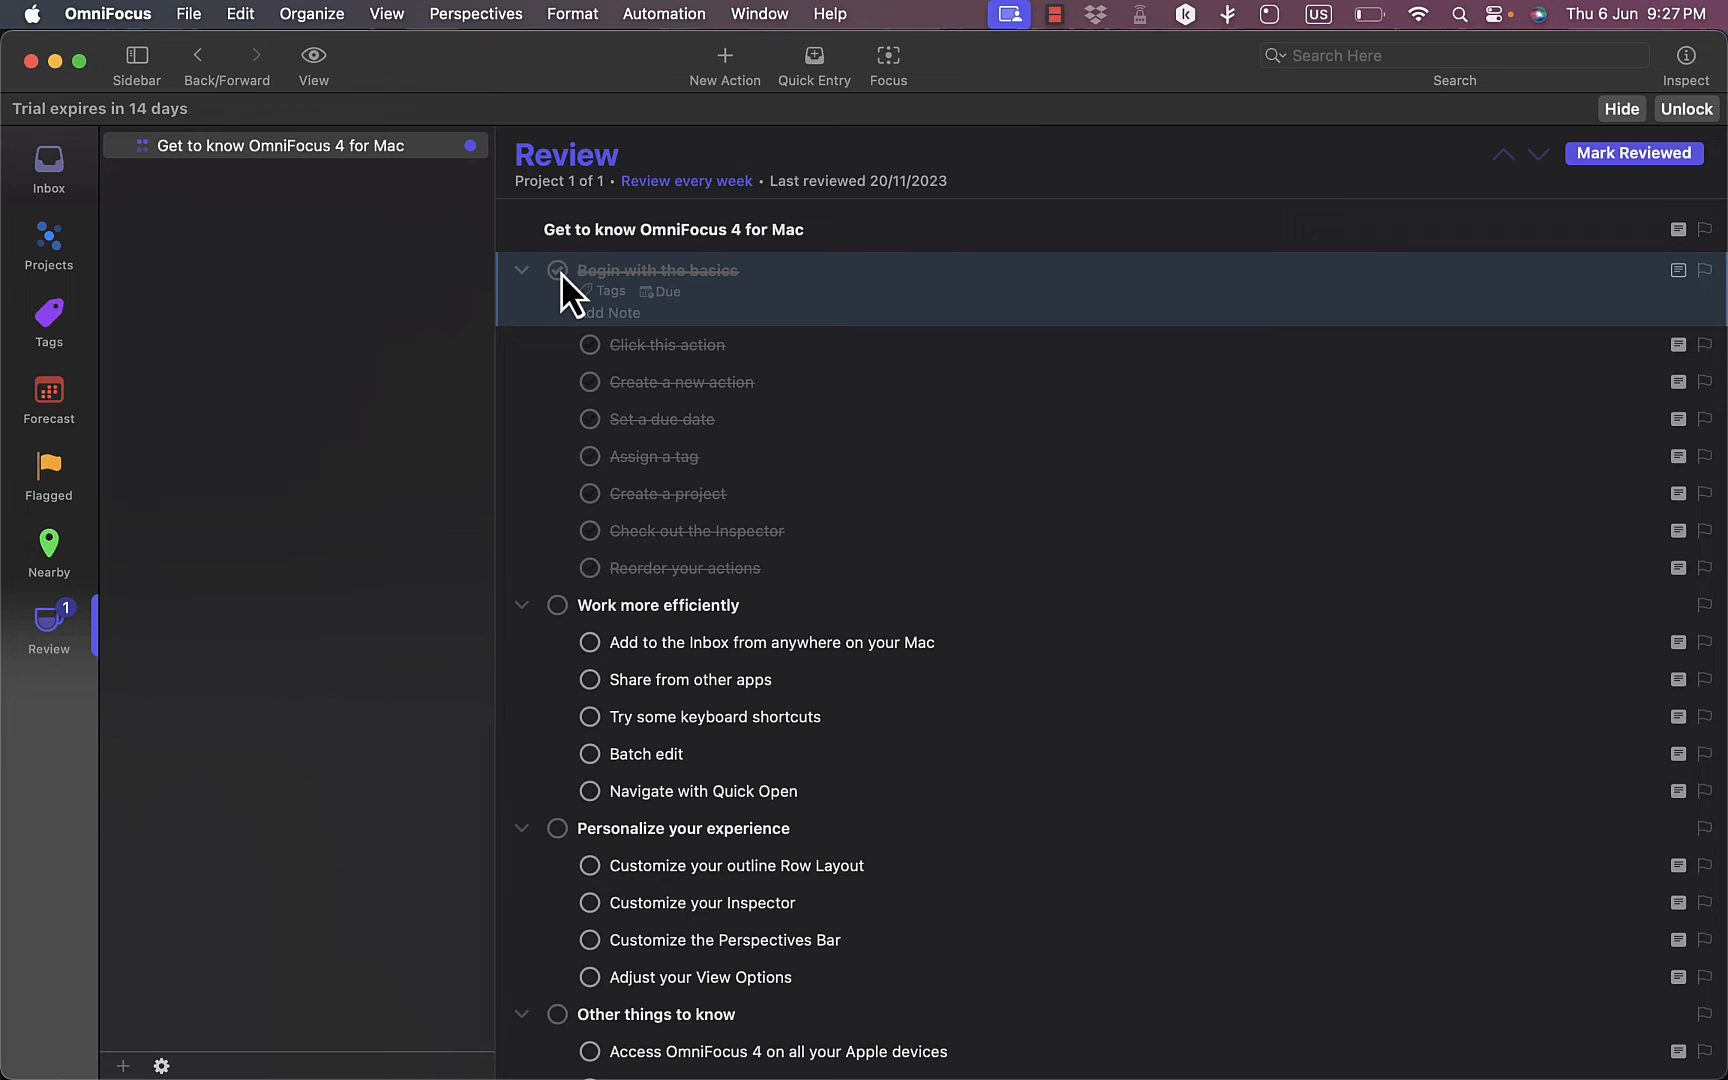 OmniFocus File Edit Organize View Perspectives Format Automation Window Help US Thu 6 Jun 9:27 PM
Sidebar Back/Forward View New Action Quick Entry Focus Search Here Search Inspect
Trial expires in 14 days Hide Unlock
Inbox
Projects
Tags
Forecast
Flagged
Nearby
1
Review
Get to know OmniFocus 4 for Mac
Review
Mark Reviewed
Project 1 of 1 • Review every week • Last reviewed 20/11/2023
Get to know OmniFocus 4 for Mac
Begin with the basics
Tags Due
dd Note
Click this action
Create a new action
Set a due date
Assign a tag
Create a project
Check out the Inspector
Reorder your actions
Work more efficiently
Add to the Inbox from anywhere on your Mac
Share from other apps
Try some keyboard shortcuts
Batch edit
Navigate with Quick Open
Personalize your experience
Customize your outline Row Layout
Customize your Inspector
Customize the Perspectives Bar
Adjust your View Options
Other things to know
Access OmniFocus 4 on all your Apple devices